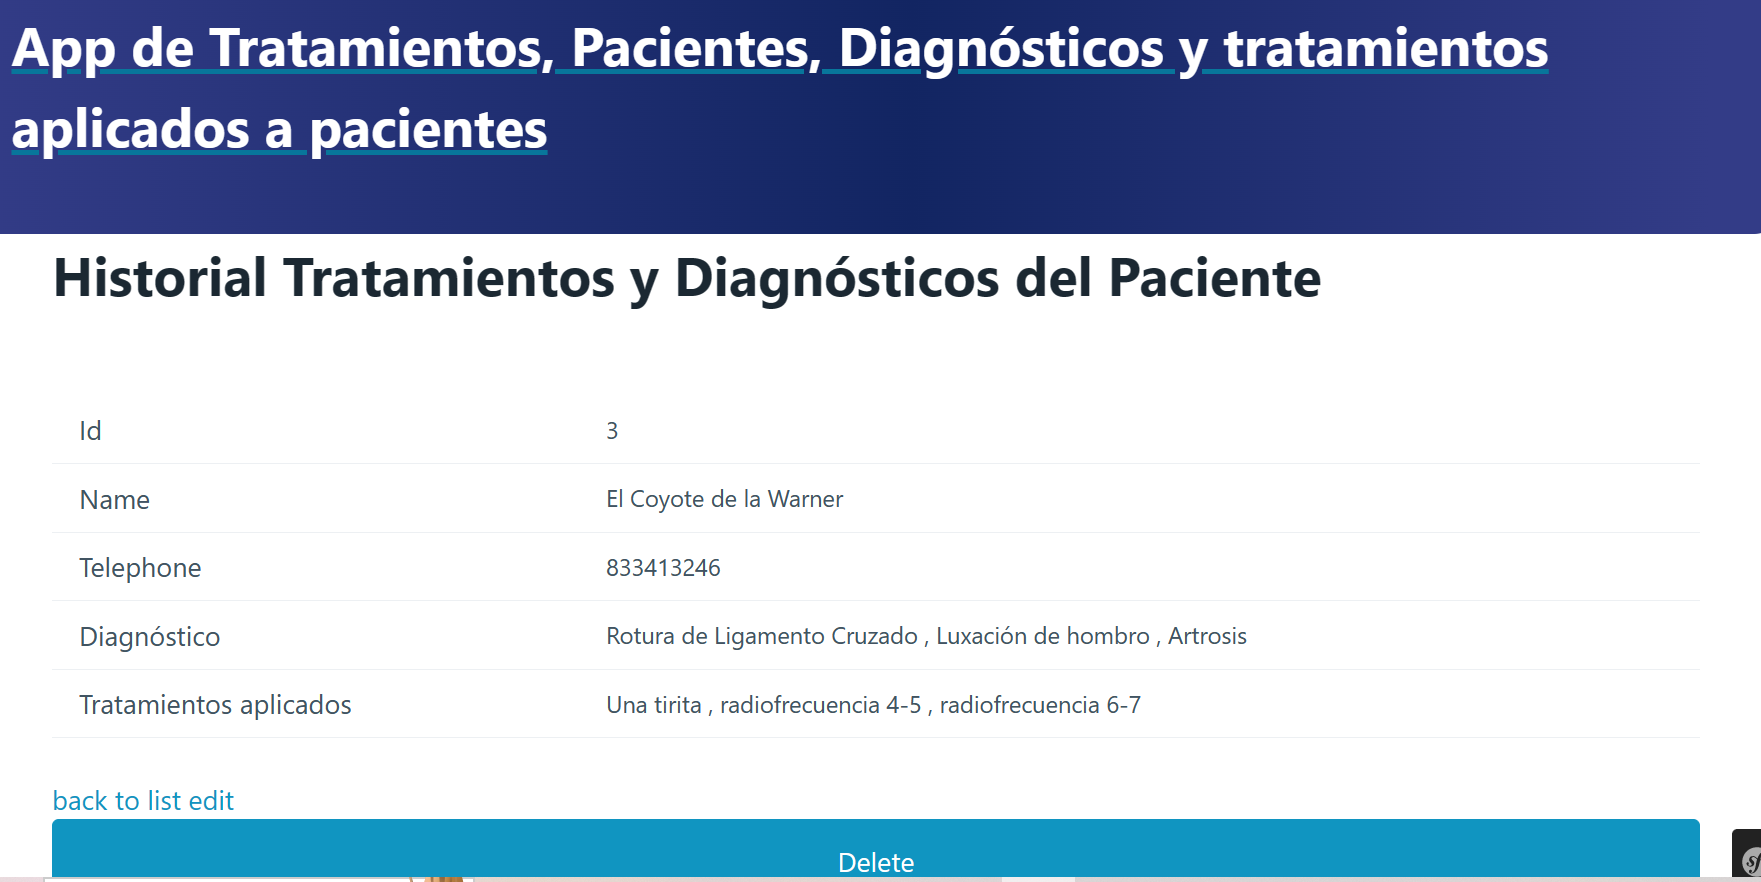 App de Tratamientos, Pacientes, Diagnósticos y tratamientos
aplicados a pacientes
Historial Tratamientos y Diagnósticos del Paciente
Id 3
Name El Coyote de la Warner
Telephone 833413246
Diagnóstico Rotura de Ligamento Cruzado , Luxación de hombro , Artrosis
Tratamientos aplicados Una tirita , radiofrecuencia 4-5 , radiofrecuencia 6-7
back to list edit
Delete
sf